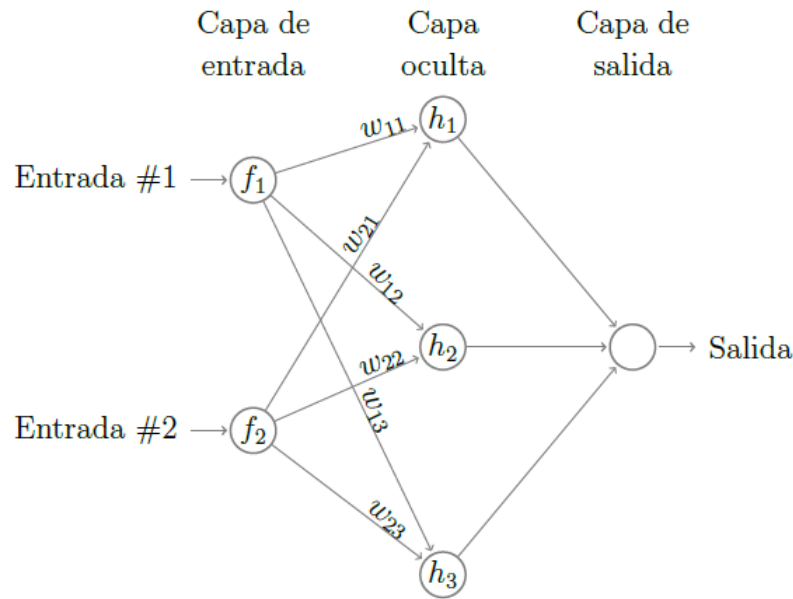 Capa de
entrada
Capa
oculta
Capa de
salida
Entrada #1
f₁
w₁₁
h₁
w₂₁
w₁₂
h₂
Salida
w₂₂
w₁₃
Entrada #2
f₂
w₂₃
h₃